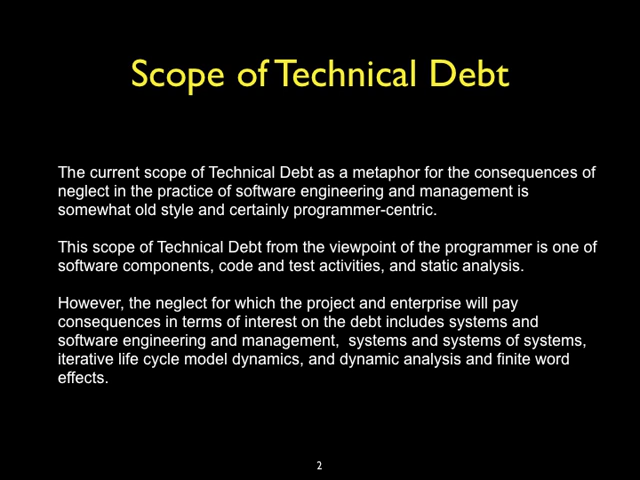 Scope of Technical Debt
The current scope of Technical Debt as a metaphor for the consequences of
neglect in the practice of software engineering and management is
somewhat old style and certainly programmer-centric.
This scope of Technical Debt from the viewpoint of the programmer is one of
software components, code and test activities, and static analysis.
However, the neglect for which the project and enterprise will pay
consequences in terms of interest on the debt includes systems and
software engineering and management,  systems and systems of systems,
iterative life cycle model dynamics, and dynamic analysis and finite word
effects.
2